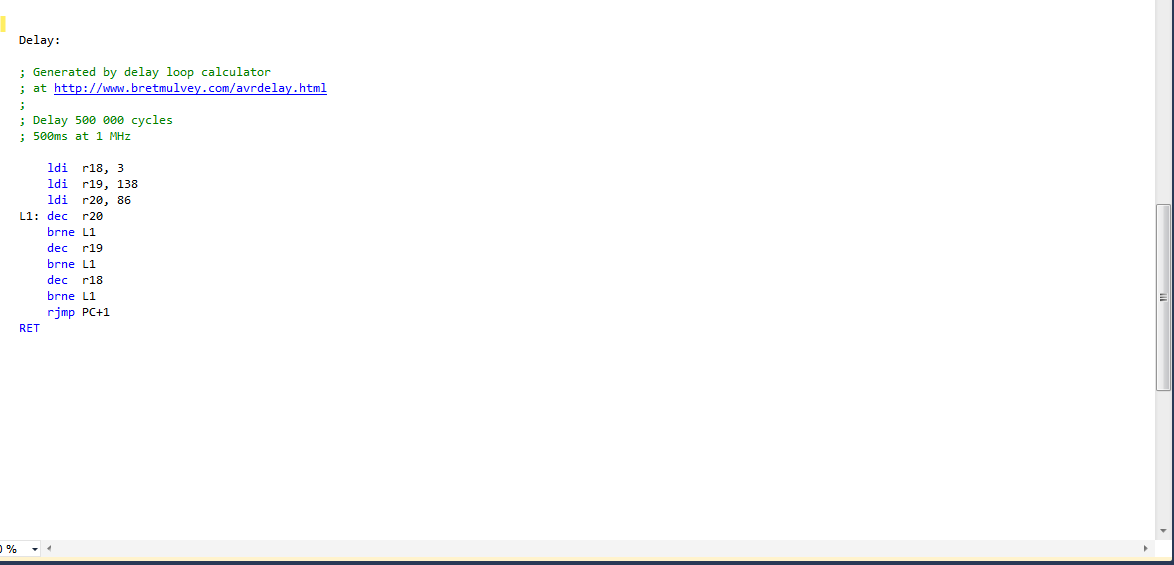 Delay:
; Generated by delay loop calculator
; at http://www.bretmulvey.com/avrdelay.html
;
; Delay 500 000 cycles
; 500ms at 1 MHz
ldi r18, 3
ldi r19, 138
ldi r20, 86
L1: dec r20
brne L1
dec r19
brne L1
dec r18
brne L1
rjmp PC+1
RET
%